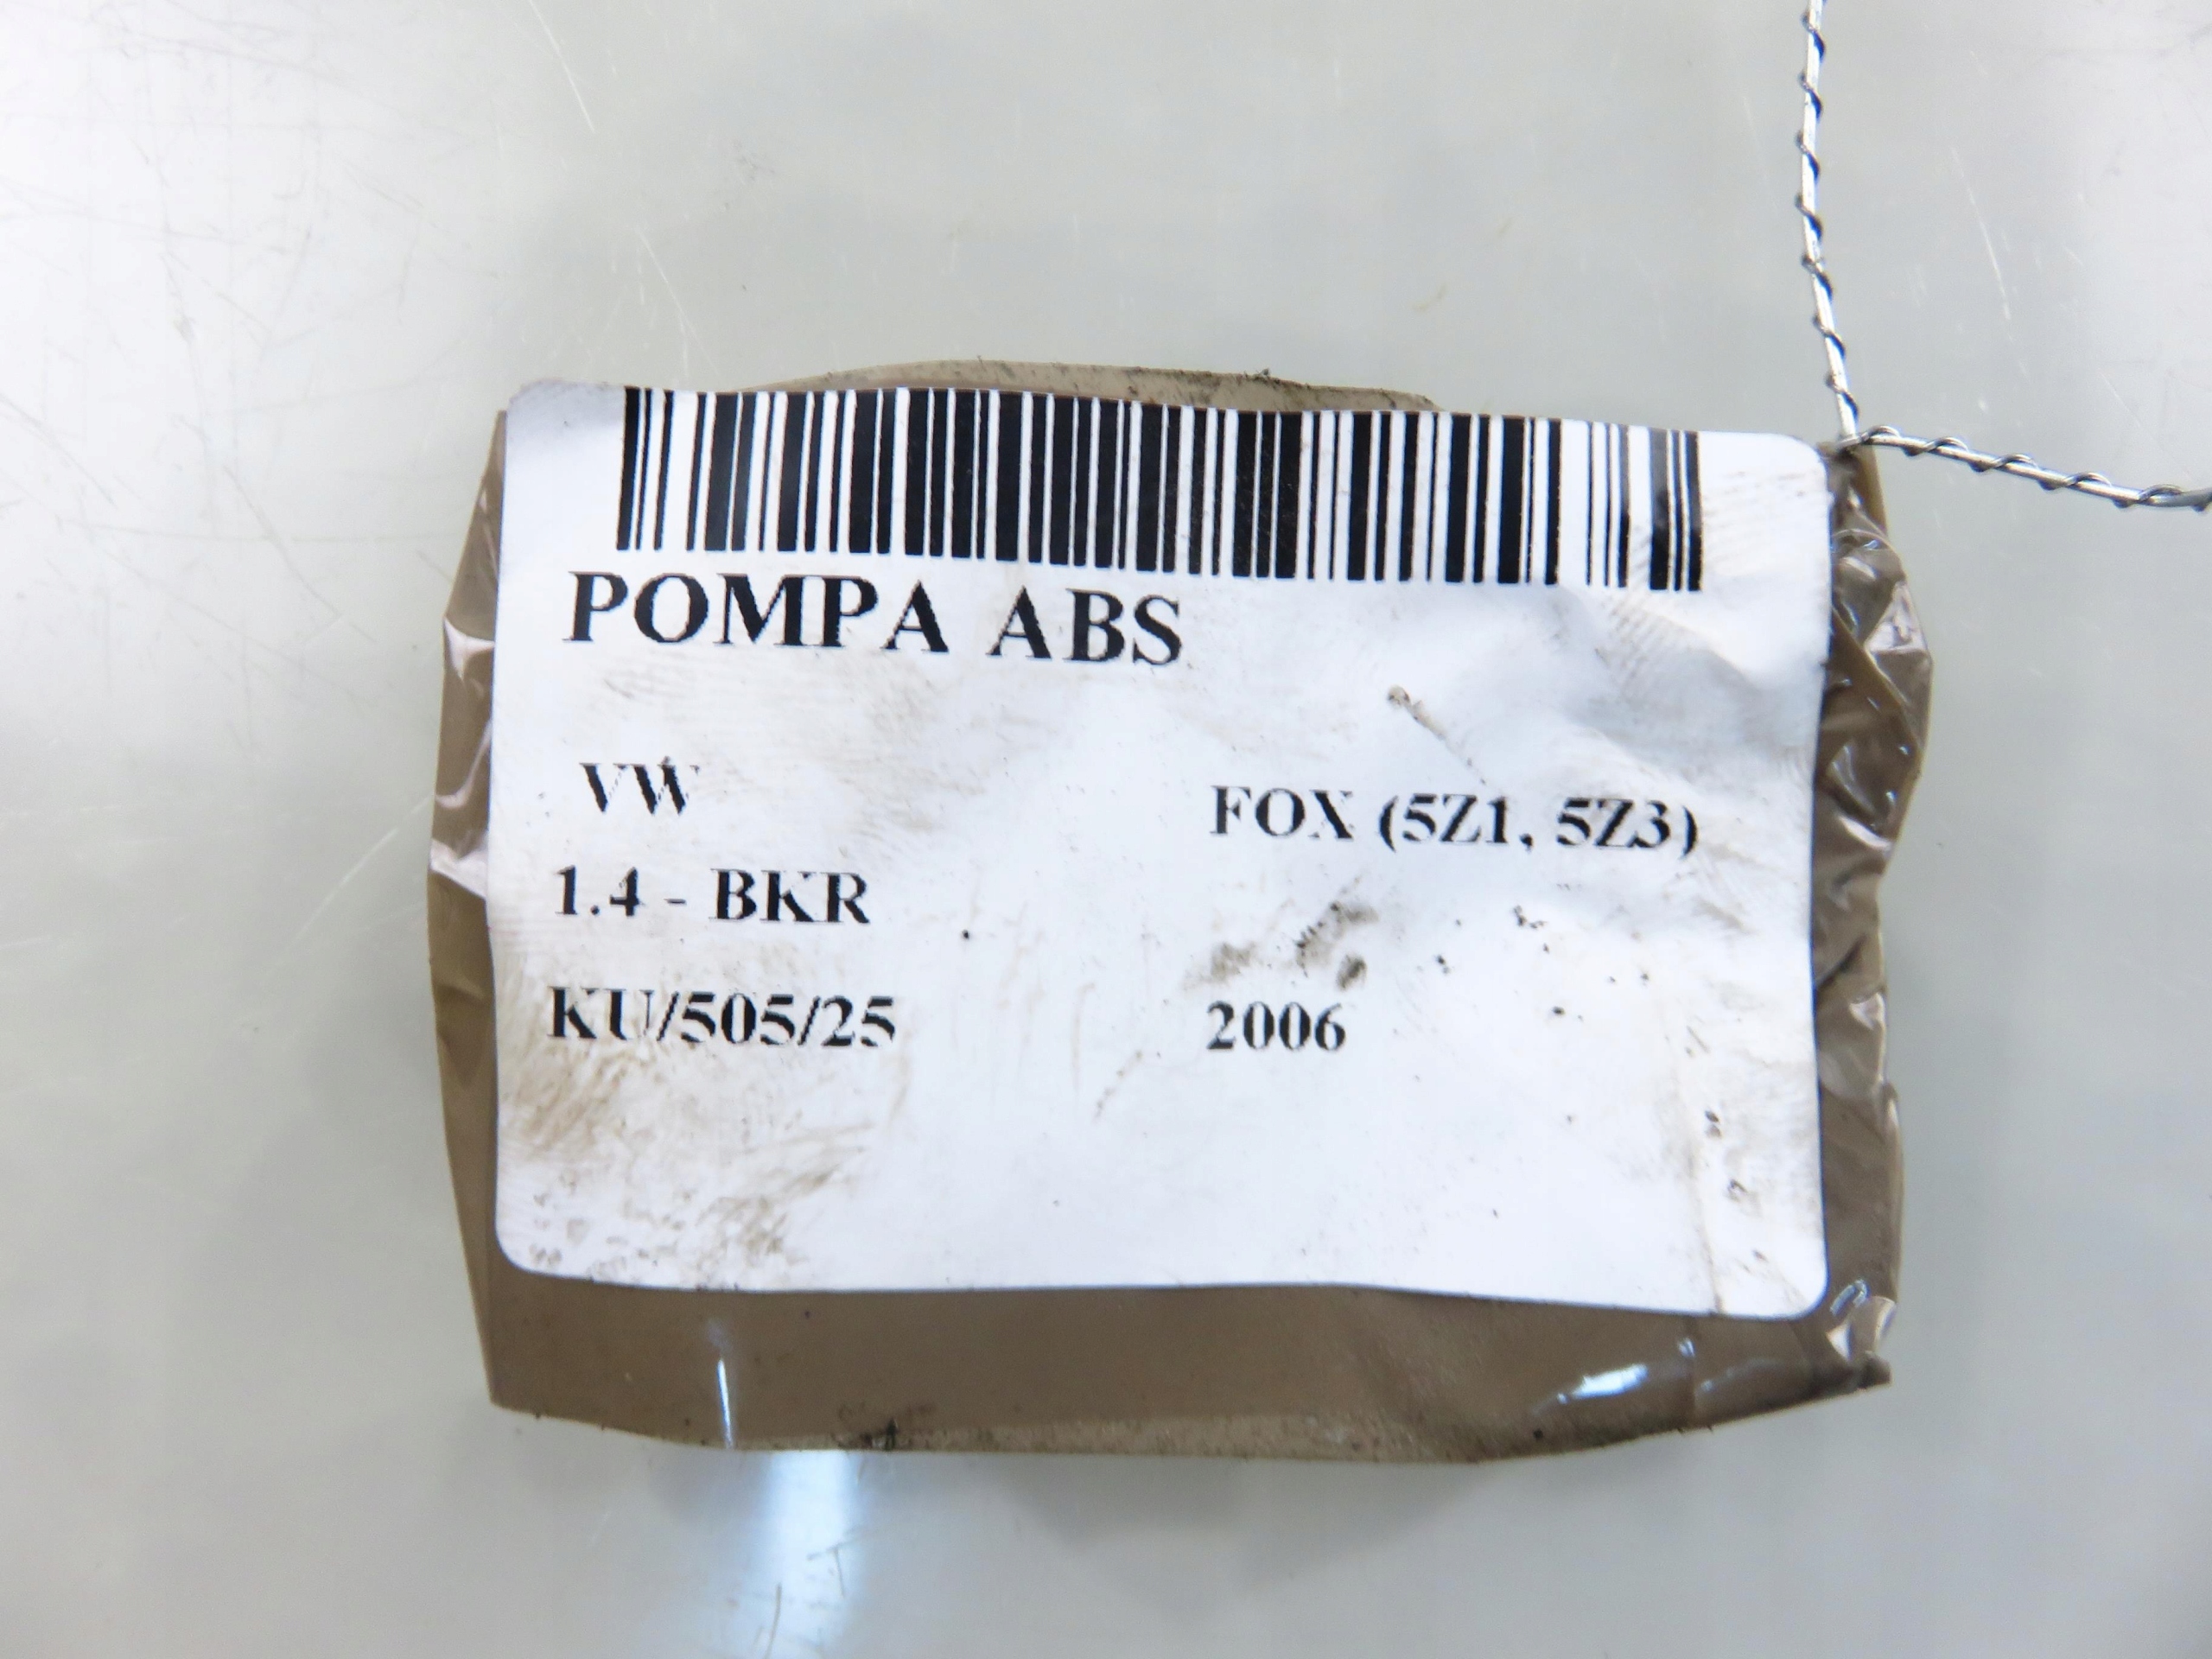 POMPA ABS
VW FOX (5Z1, 5Z3)
1.4 - BKR
KU/505/25 2006